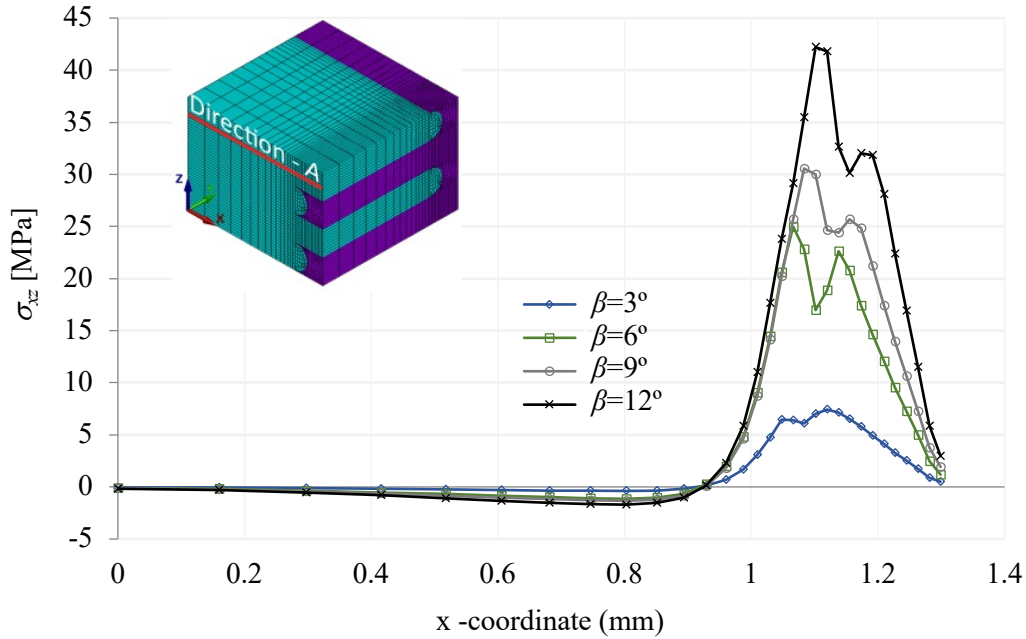 45
40
35
30
25
20
15
10
5
0
-5
σxz [MPa]
Direction - A
z
x
β=3º
β=6º
β=9º
β=12º
0 0.2 0.4 0.6 0.8 1 1.2 1.4
x -coordinate (mm)